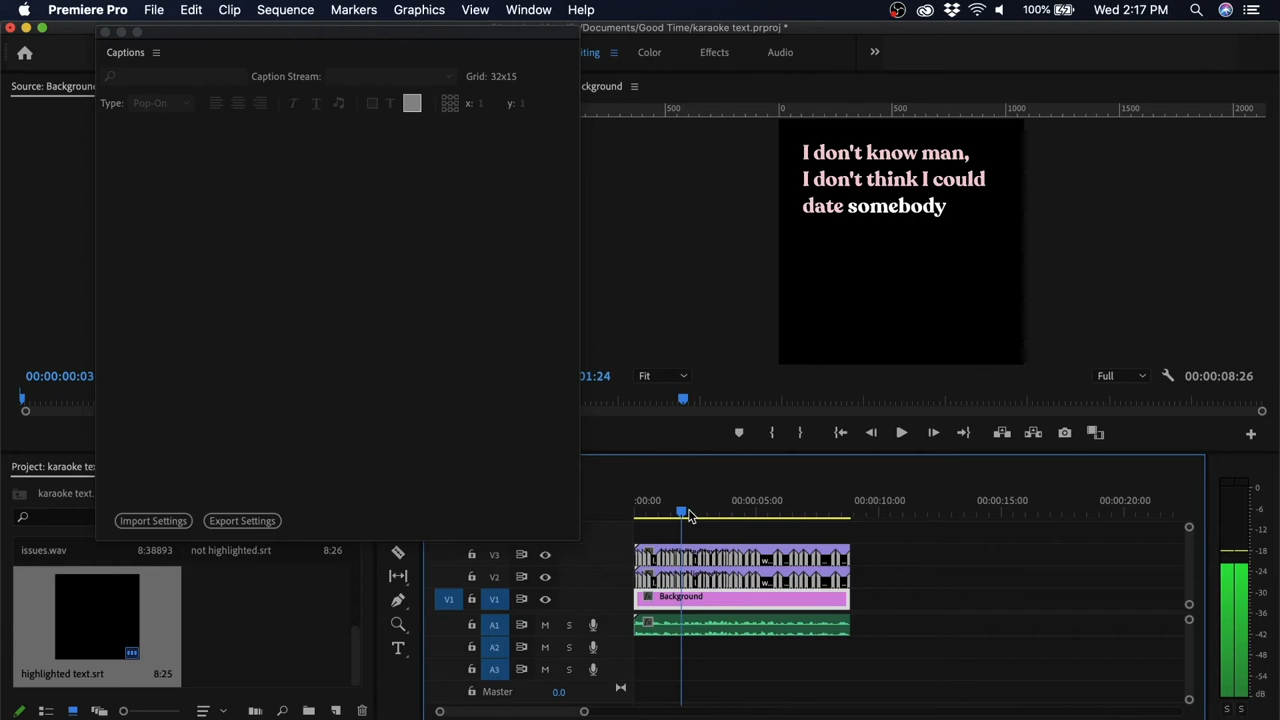 Premiere Pro File Edit Clip Sequence Markers Graphics View Window Help 100% Wed 2:17 PM
/Documents/Good Time/karaoke text.prproj *
Captions
iting Color Effects Audio
Source: Backgroun
ckground
Caption Stream: Grid: 32x15
Type: Pop-On x: 1 y: 1
500 0 500 1000 1500 2000
I don't know man,
I don't think I could
date somebody
00:00:00:03
01:24
Fit
Full
00:00:08:26
Project: karaoke te
karaoke text.
:00:00 00:00:05:00 00:00:10:00 00:00:15:00 00:00:20:00
Import Settings Export Settings
issues.wav 8:38893 not highlighted.srt 8:26
highlighted text.srt 8:25
V3
V2
V1 V1 Background
A1 M S
A2 M S
A3 M S
Master 0.0
w...
w...
0
-6
-12
-18
-24
-30
-36
-42
-48
-54
dB
S S